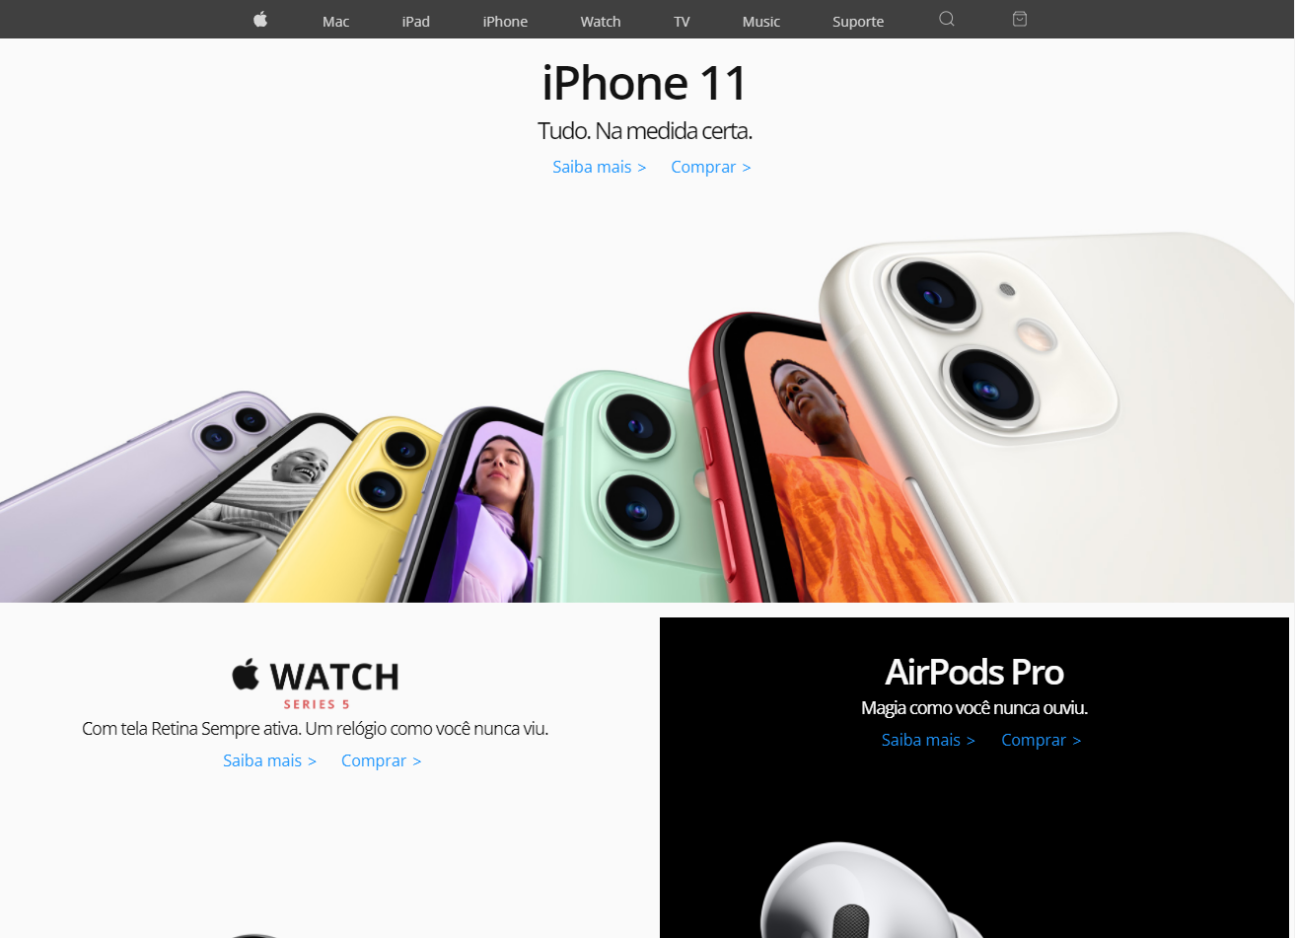 Mac iPad iPhone Watch TV Music Suporte
iPhone 11
Tudo. Na medida certa.
Saiba mais > Comprar >
WATCH
SERIES 5
Com tela Retina Sempre ativa. Um relógio como você nunca viu.
Saiba mais > Comprar >
AirPods Pro
Magia como você nunca ouviu.
Saiba mais > Comprar >